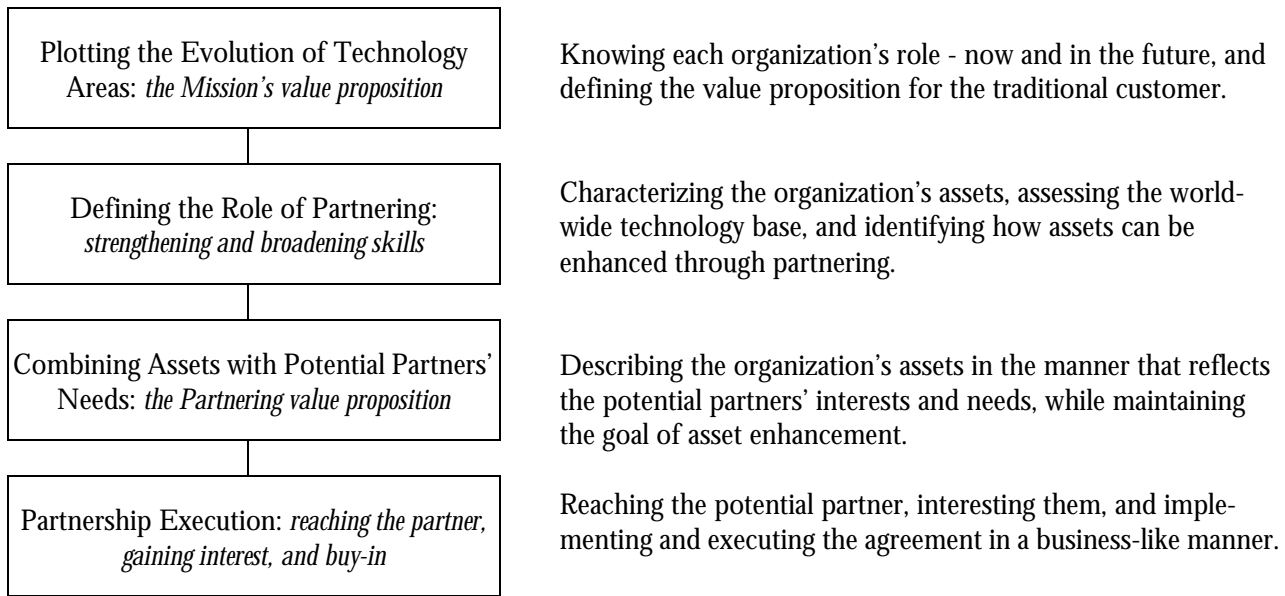 Plotting the Evolution of Technology
Areas: the Mission's value proposition
Knowing each organization's role - now and in the future, and
defining the value proposition for the traditional customer.
Defining the Role of Partnering:
strengthening and broadening skills
Characterizing the organization's assets, assessing the world-
wide technology base, and identifying how assets can be
enhanced through partnering.
Combining Assets with Potential Partners'
Needs: the Partnering value proposition
Describing the organization's assets in the manner that reflects
the potential partners' interests and needs, while maintaining
the goal of asset enhancement.
Partnership Execution: reaching the partner,
gaining interest, and buy-in
Reaching the potential partner, interesting them, and imple-
menting and executing the agreement in a business-like manner.